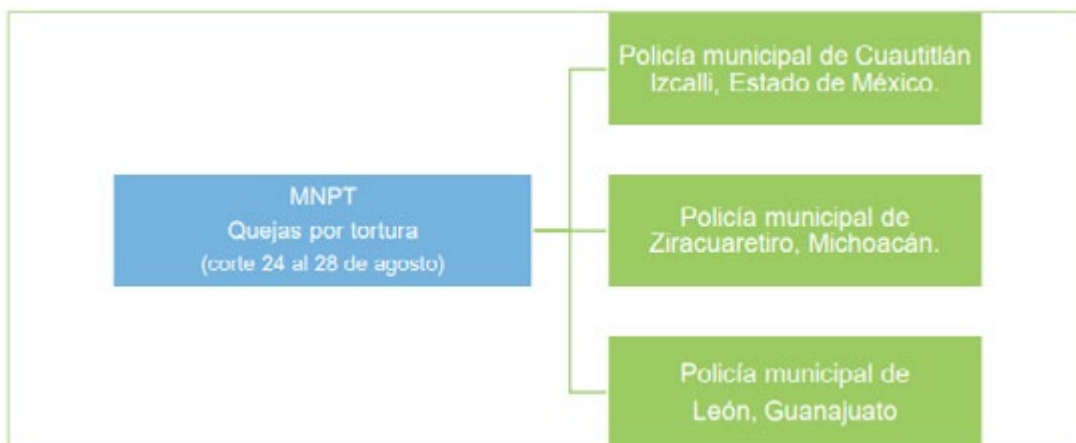 Policía municipal de Cuautitlán
Izcalli, Estado de México.
MNPT
Quejas por tortura
(corte 24 al 28 de agosto)
Policía municipal de
Ziracuaretiro, Michoacán.
Policía municipal de
León, Guanajuato